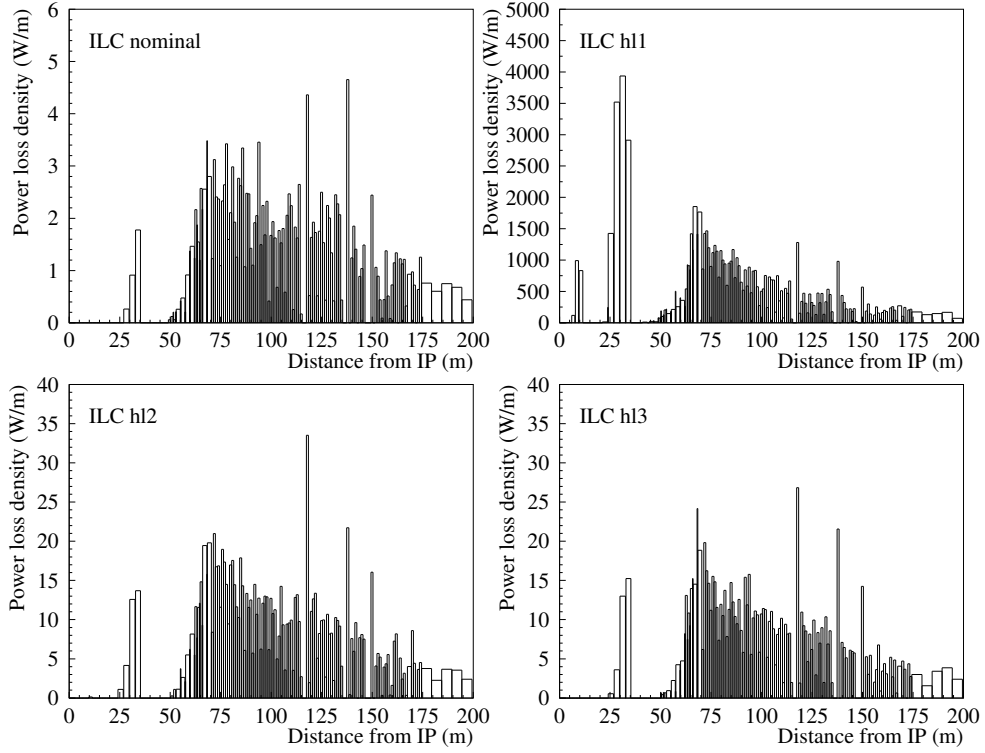 Power loss density (W/m)
ILC nominal
6
5
4
3
2
1
0
0 25 50 75 100 125 150 175 200
Distance from IP (m)
Power loss density (W/m)
ILC hl1
5000
4500
4000
3500
3000
2500
2000
1500
1000
500
0
0 25 50 75 100 125 150 175 200
Distance from IP (m)
Power loss density (W/m)
ILC hl2
40
35
30
25
20
15
10
5
0
0 25 50 75 100 125 150 175 200
Distance from IP (m)
Power loss density (W/m)
ILC hl3
40
35
30
25
20
15
10
5
0
0 25 50 75 100 125 150 175 200
Distance from IP (m)